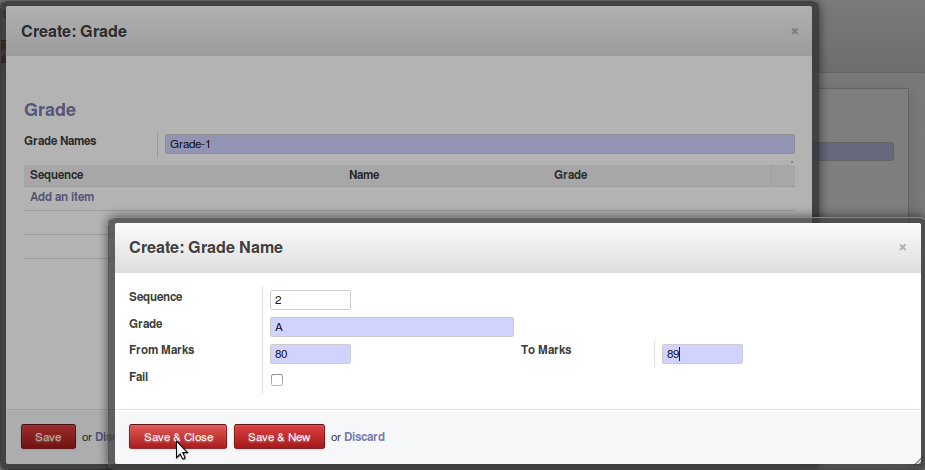 Create: Grade
×
Grade
Grade Names
Grade-1
Sequence Name Grade
Add an item
Create: Grade Name
×
Sequence
2
Grade
A
From Marks
80
To Marks
89
Fail
Save or Disc
Save & Close Save & New or Discard